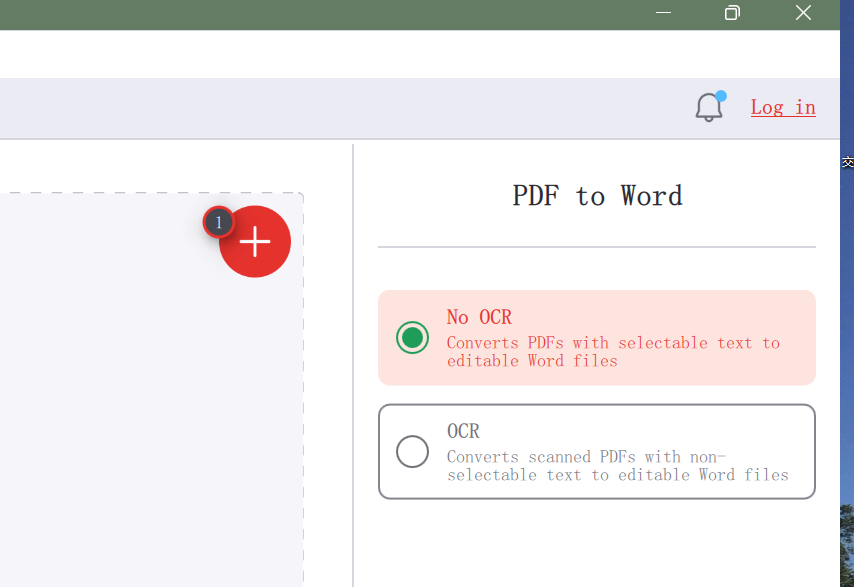 Log in
交
PDF to Word
1
No OCR
Converts PDFs with selectable text to
editable Word files
OCR
Converts scanned PDFs with non-
selectable text to editable Word files